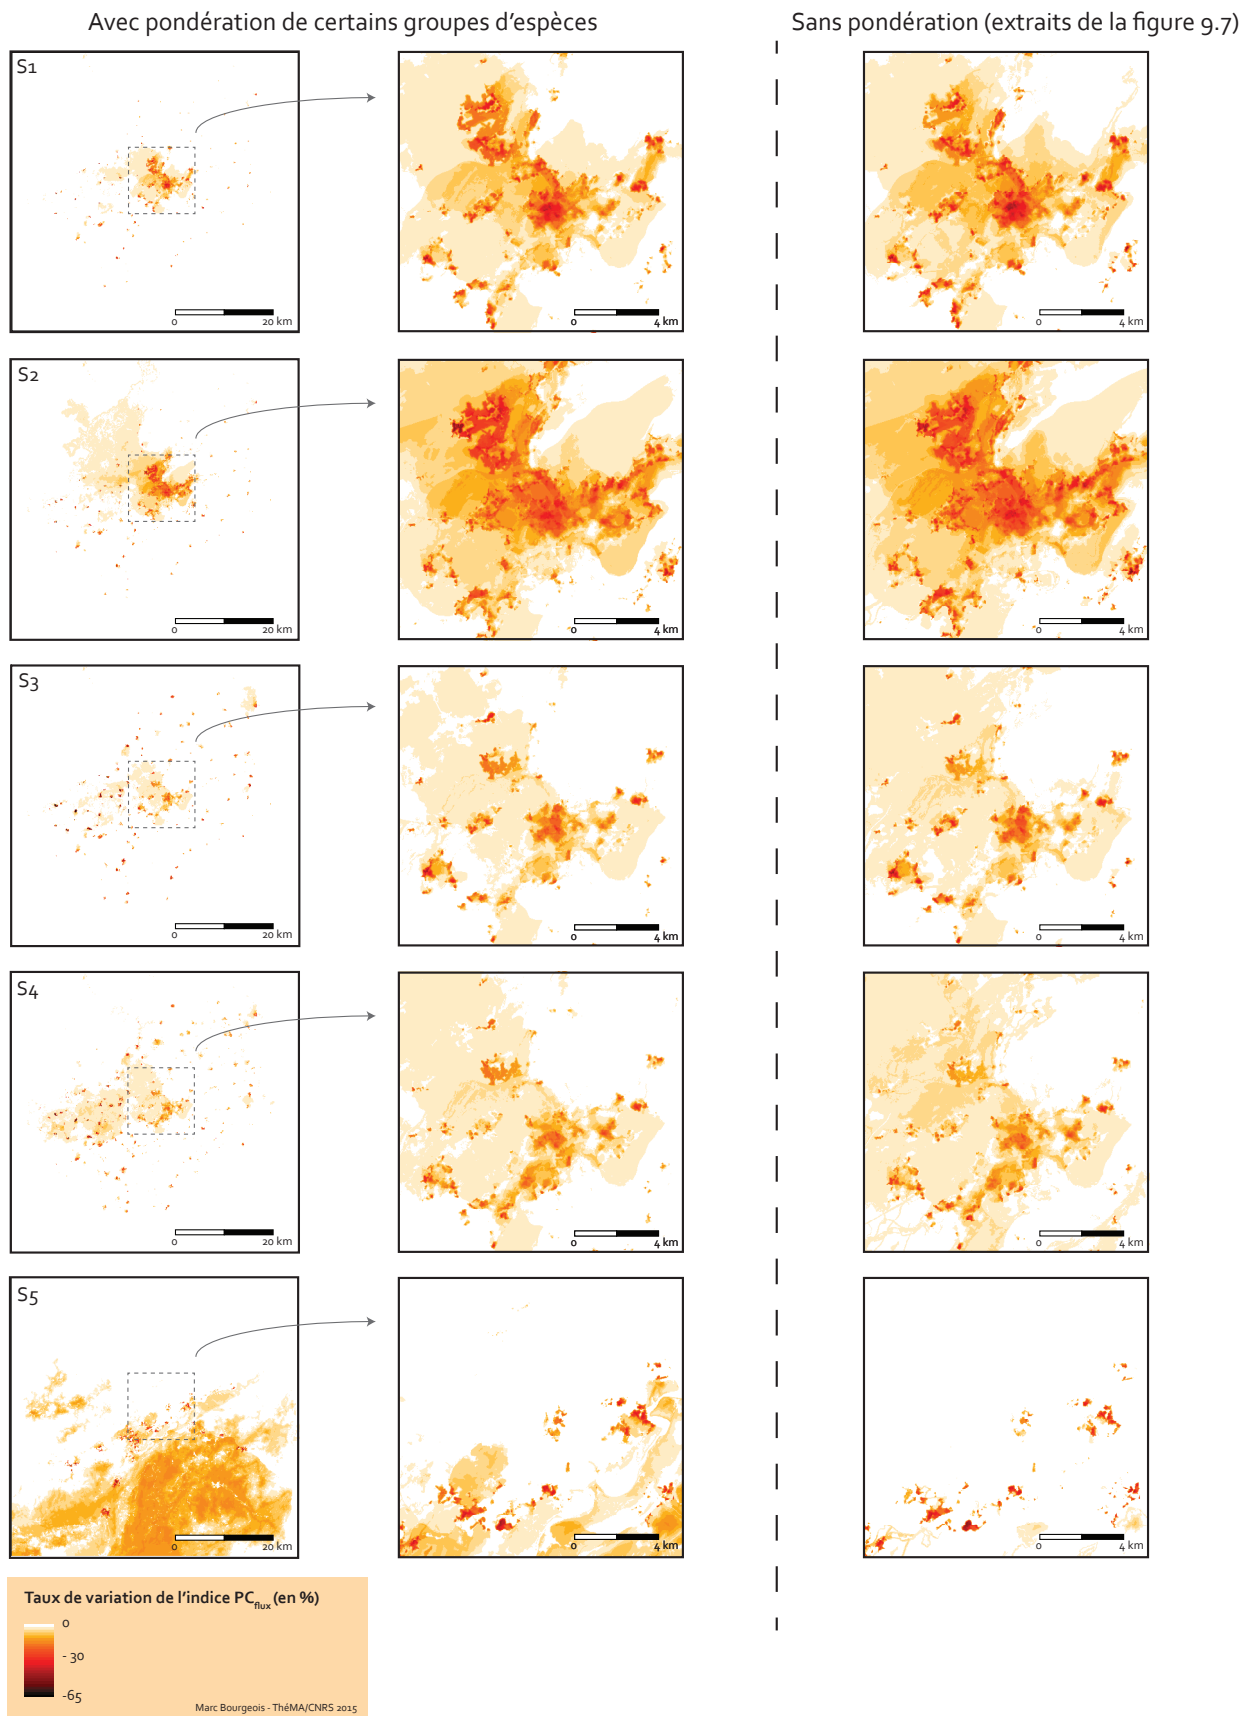 Avec pondération de certains groupes d'espèces
Sans pondération (extraits de la figure 9.7)
S1
0 20 km
0 4 km
0 4 km
S2
0 20 km
0 4 km
0 4 km
S3
0 20 km
0 4 km
0 4 km
S4
0 20 km
0 4 km
0 4 km
S5
0 20 km
0 4 km
0 4 km
Taux de variation de l'indice PCflux (en %)
0
- 30
-65
Marc Bourgeois - ThéMA/CNRS 2015